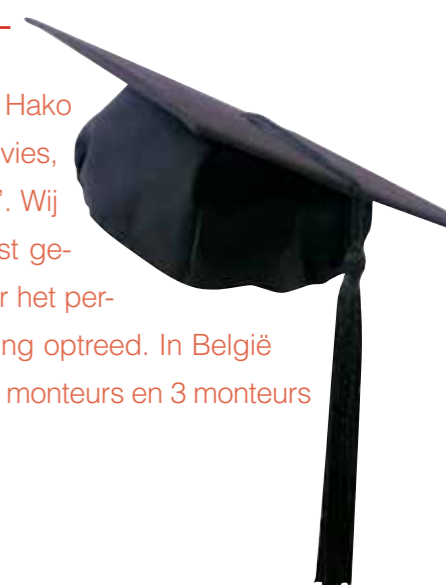 Hako
vies,
’. Wij
st ge-
r het per-
ng optreed. In België
monteurs en 3 monteurs